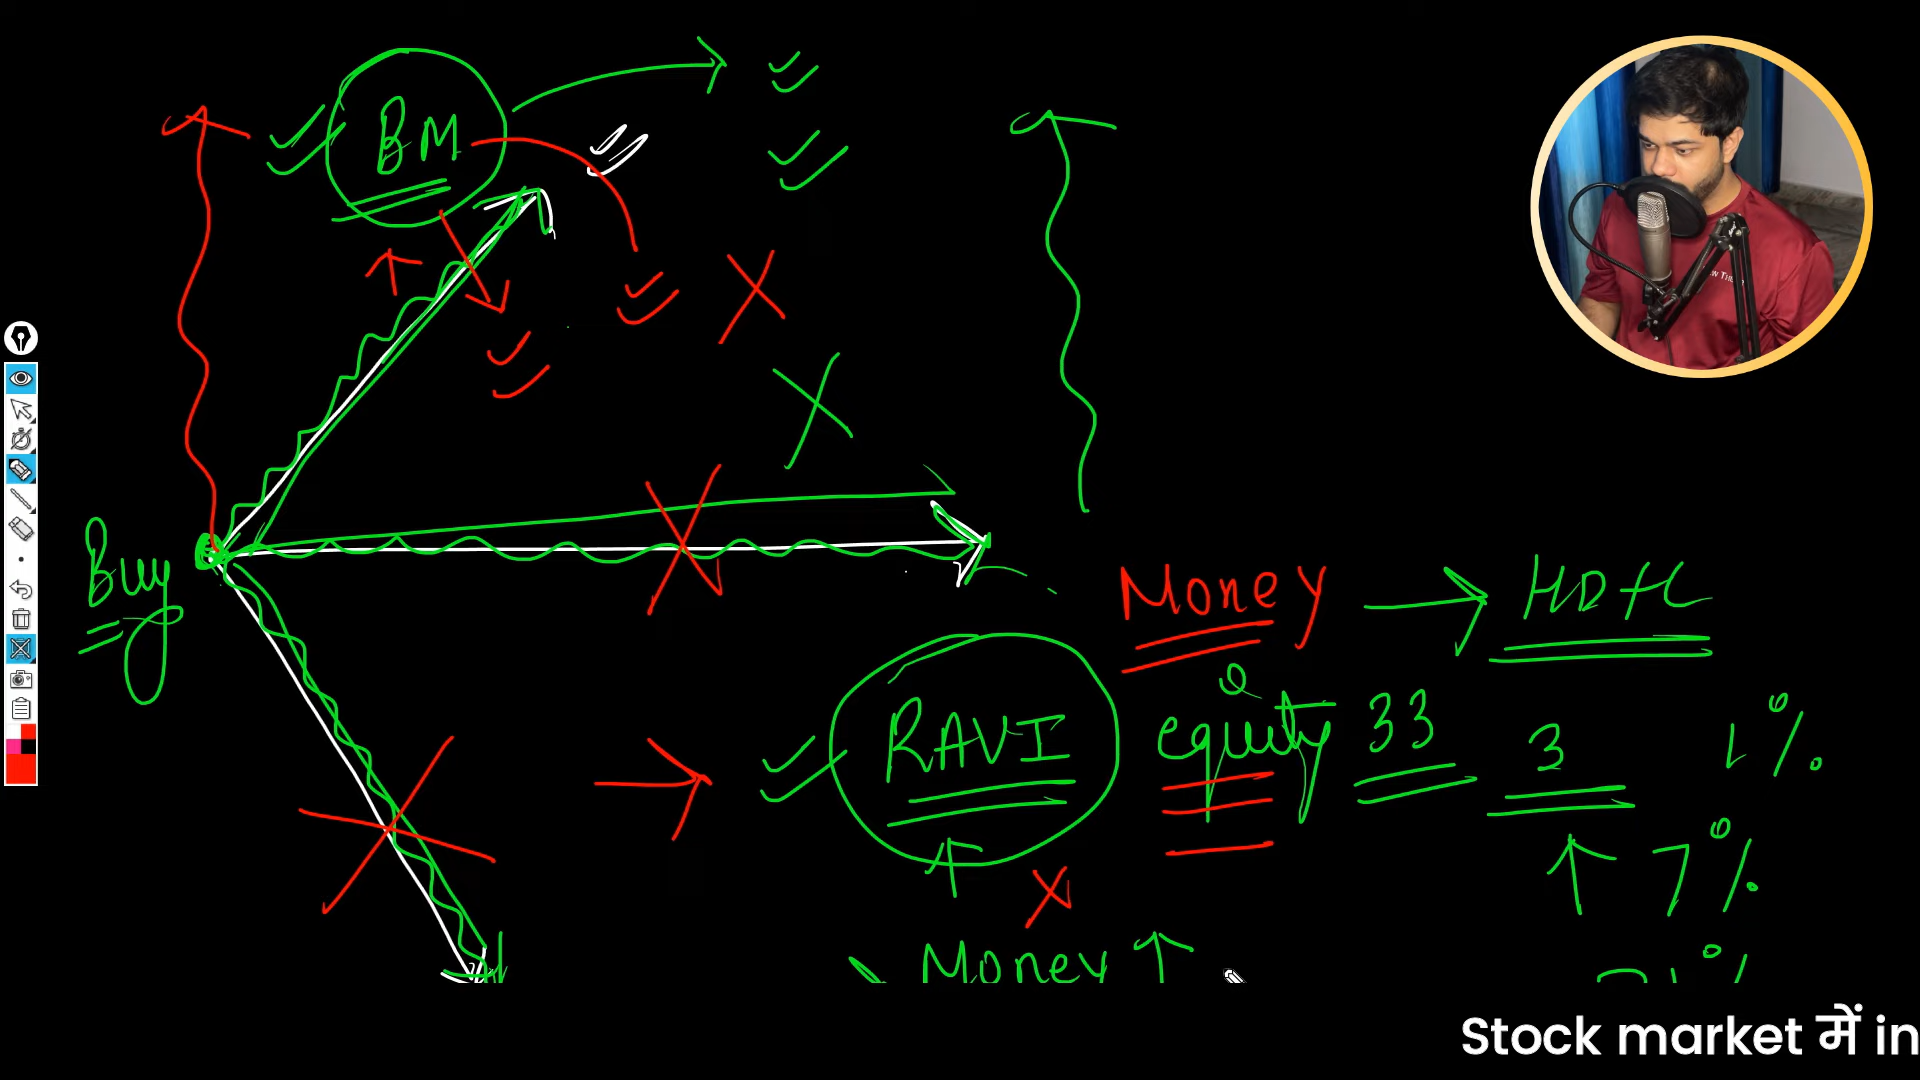 BM
Buy
Money → HDFC
RAVI equity 33 3 1%
↑ 7%
Money ↑
Stock market में in